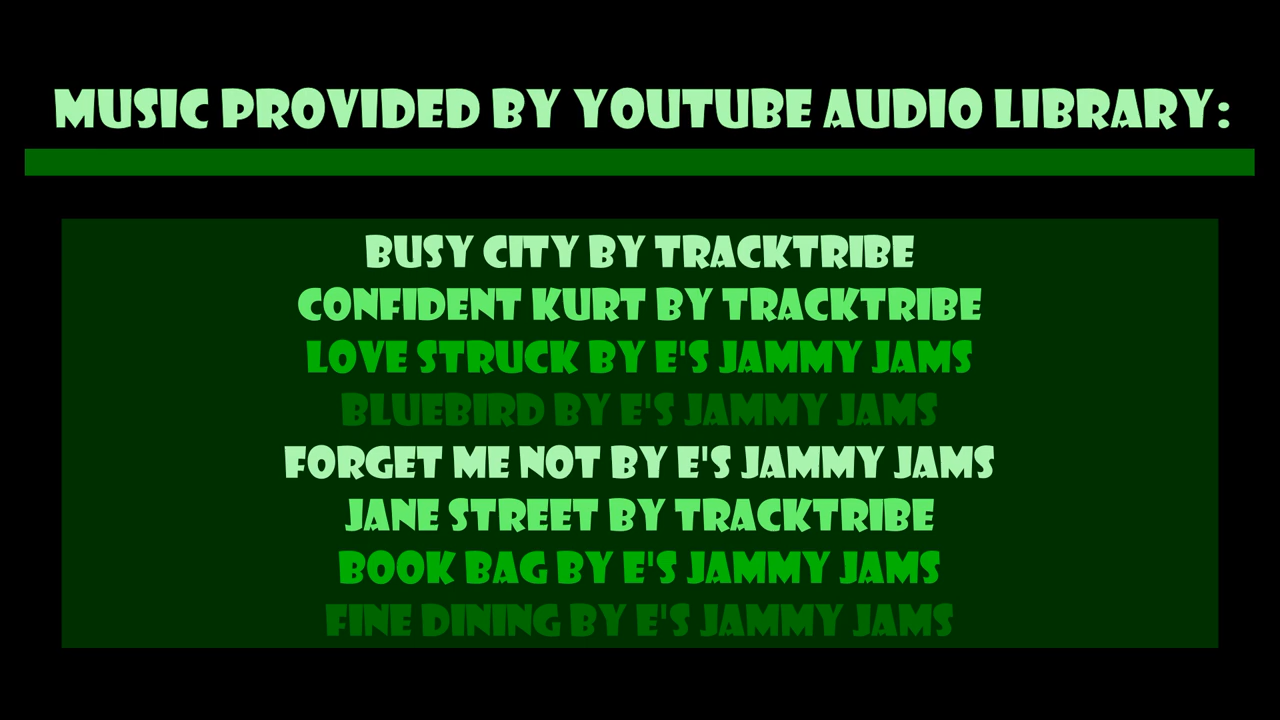 MUSIC PROVIDED BY YOUTUBE AUDIO LIBRARY:
BUSY CITY BY TRACKTRIBE
CONFIDENT KURT BY TRACKTRIBE
LOVE STRUCK BY E'S JAMMY JAMS
BLUEBIRD BY E'S JAMMY JAMS
FORGET ME NOT BY E'S JAMMY JAMS
JANE STREET BY TRACKTRIBE
BOOK BAG BY E'S JAMMY JAMS
FINE DINING BY E'S JAMMY JAMS